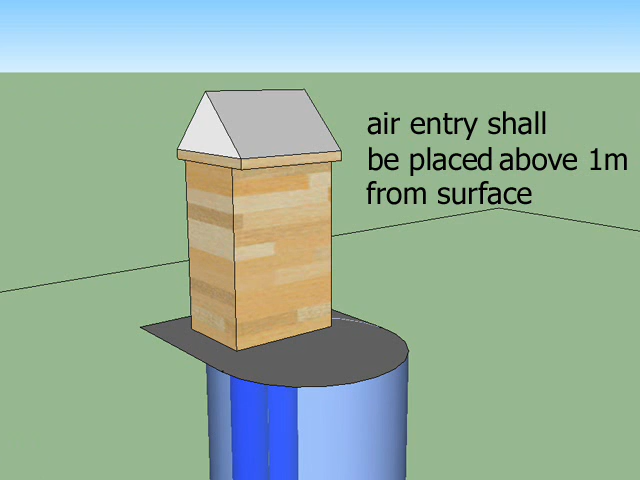 air entry shall
be placed above 1m
from surface